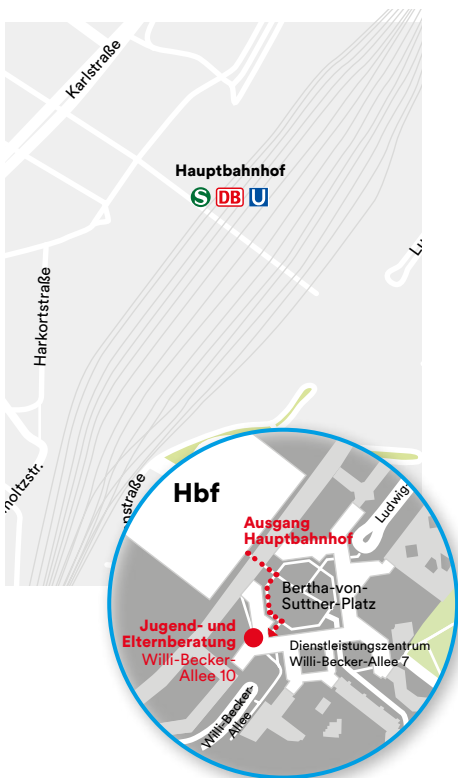 Karlstraße
Hauptbahnhof
S DB U
Harkortstraße
Hbf
Ausgang
Hauptbahnhof
Bertha-von-
Suttner-Platz
Jugend- und
Elternberatung
Willi-Becker-
Allee 10
Dienstleistungszentrum
Willi-Becker-Allee 7
Willi-Becker-
Allee